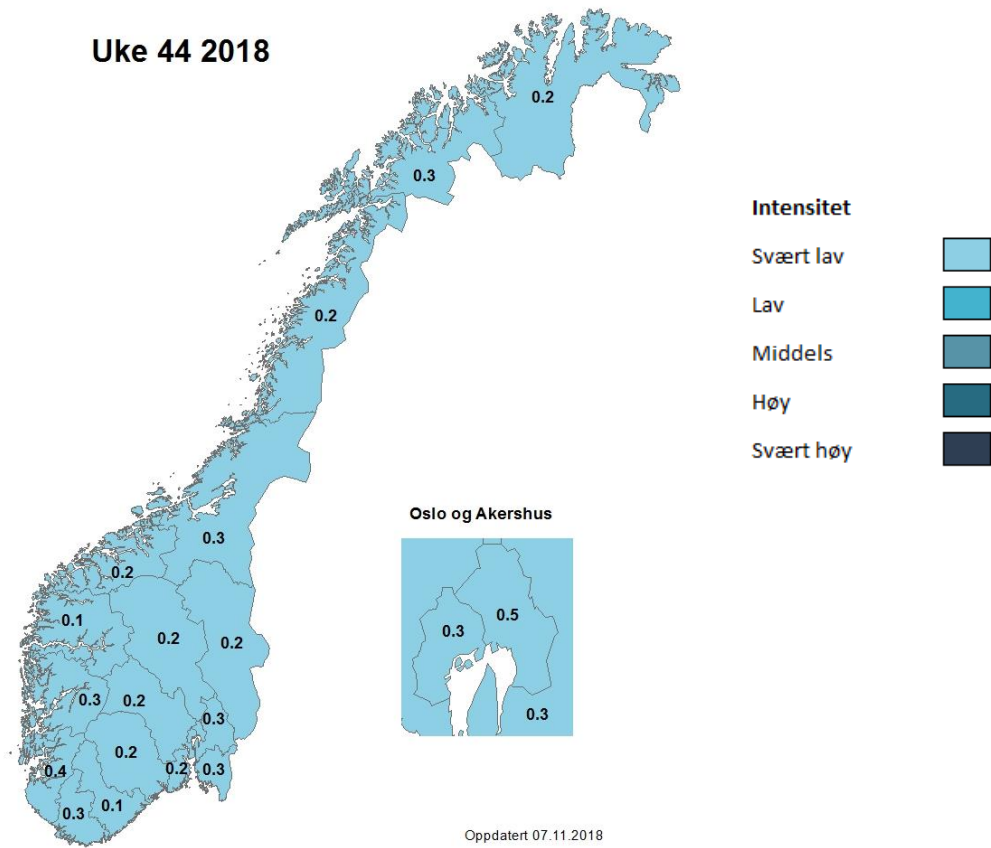 Uke 44 2018
0.2
0.3
0.2
Intensitet
Svært lav
Lav
Middels
Høy
Svært høy
Oslo og Akershus
0.3
0.2
0.1
0.2
0.2
0.5
0.3
0.3
0.3
0.2
0.3
0.2
0.4
0.2
0.3
0.3
0.1
Oppdatert 07.11.2018